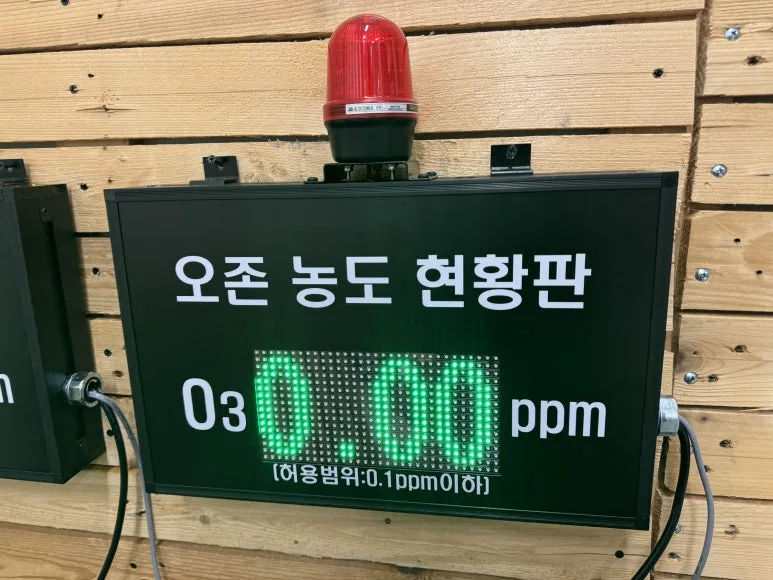 오존 농도 현황판
O3 0.00 ppm
(허용범위:0.1ppm이하)